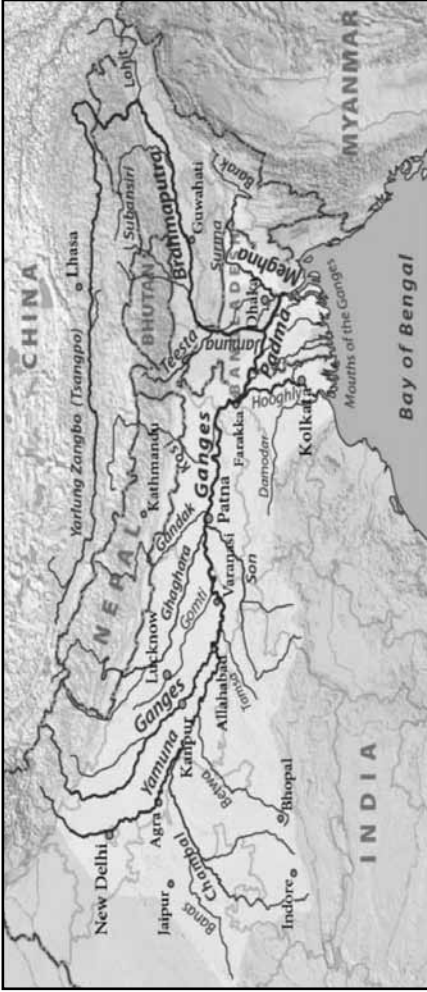 CHINA
Lhasa
Lohit
Yarlung Zangbo (Tsangpo)
Subansiri
BHUTAN
Brahmaputra
Guwahati
NEPAL
Kathmandu
Teesta
Surma
Barak
MYANMAR
New Delhi
Lucknow
Ghaghara
Gandak
Kosi
Jamuna
BANGLADESH
Dhaka
Meghna
Jaipur
Agra
Yamuna
Ganges
Gomti
Ganges
Patna
Farakka
Padma
Kanpur
Allahabad
Varanasi
Hooghly
Kolkata
Mouths of the Ganges
Banas
Chambal
Betwa
Son
Damodar
Indore
Bhopal
INDIA
Bay of Bengal